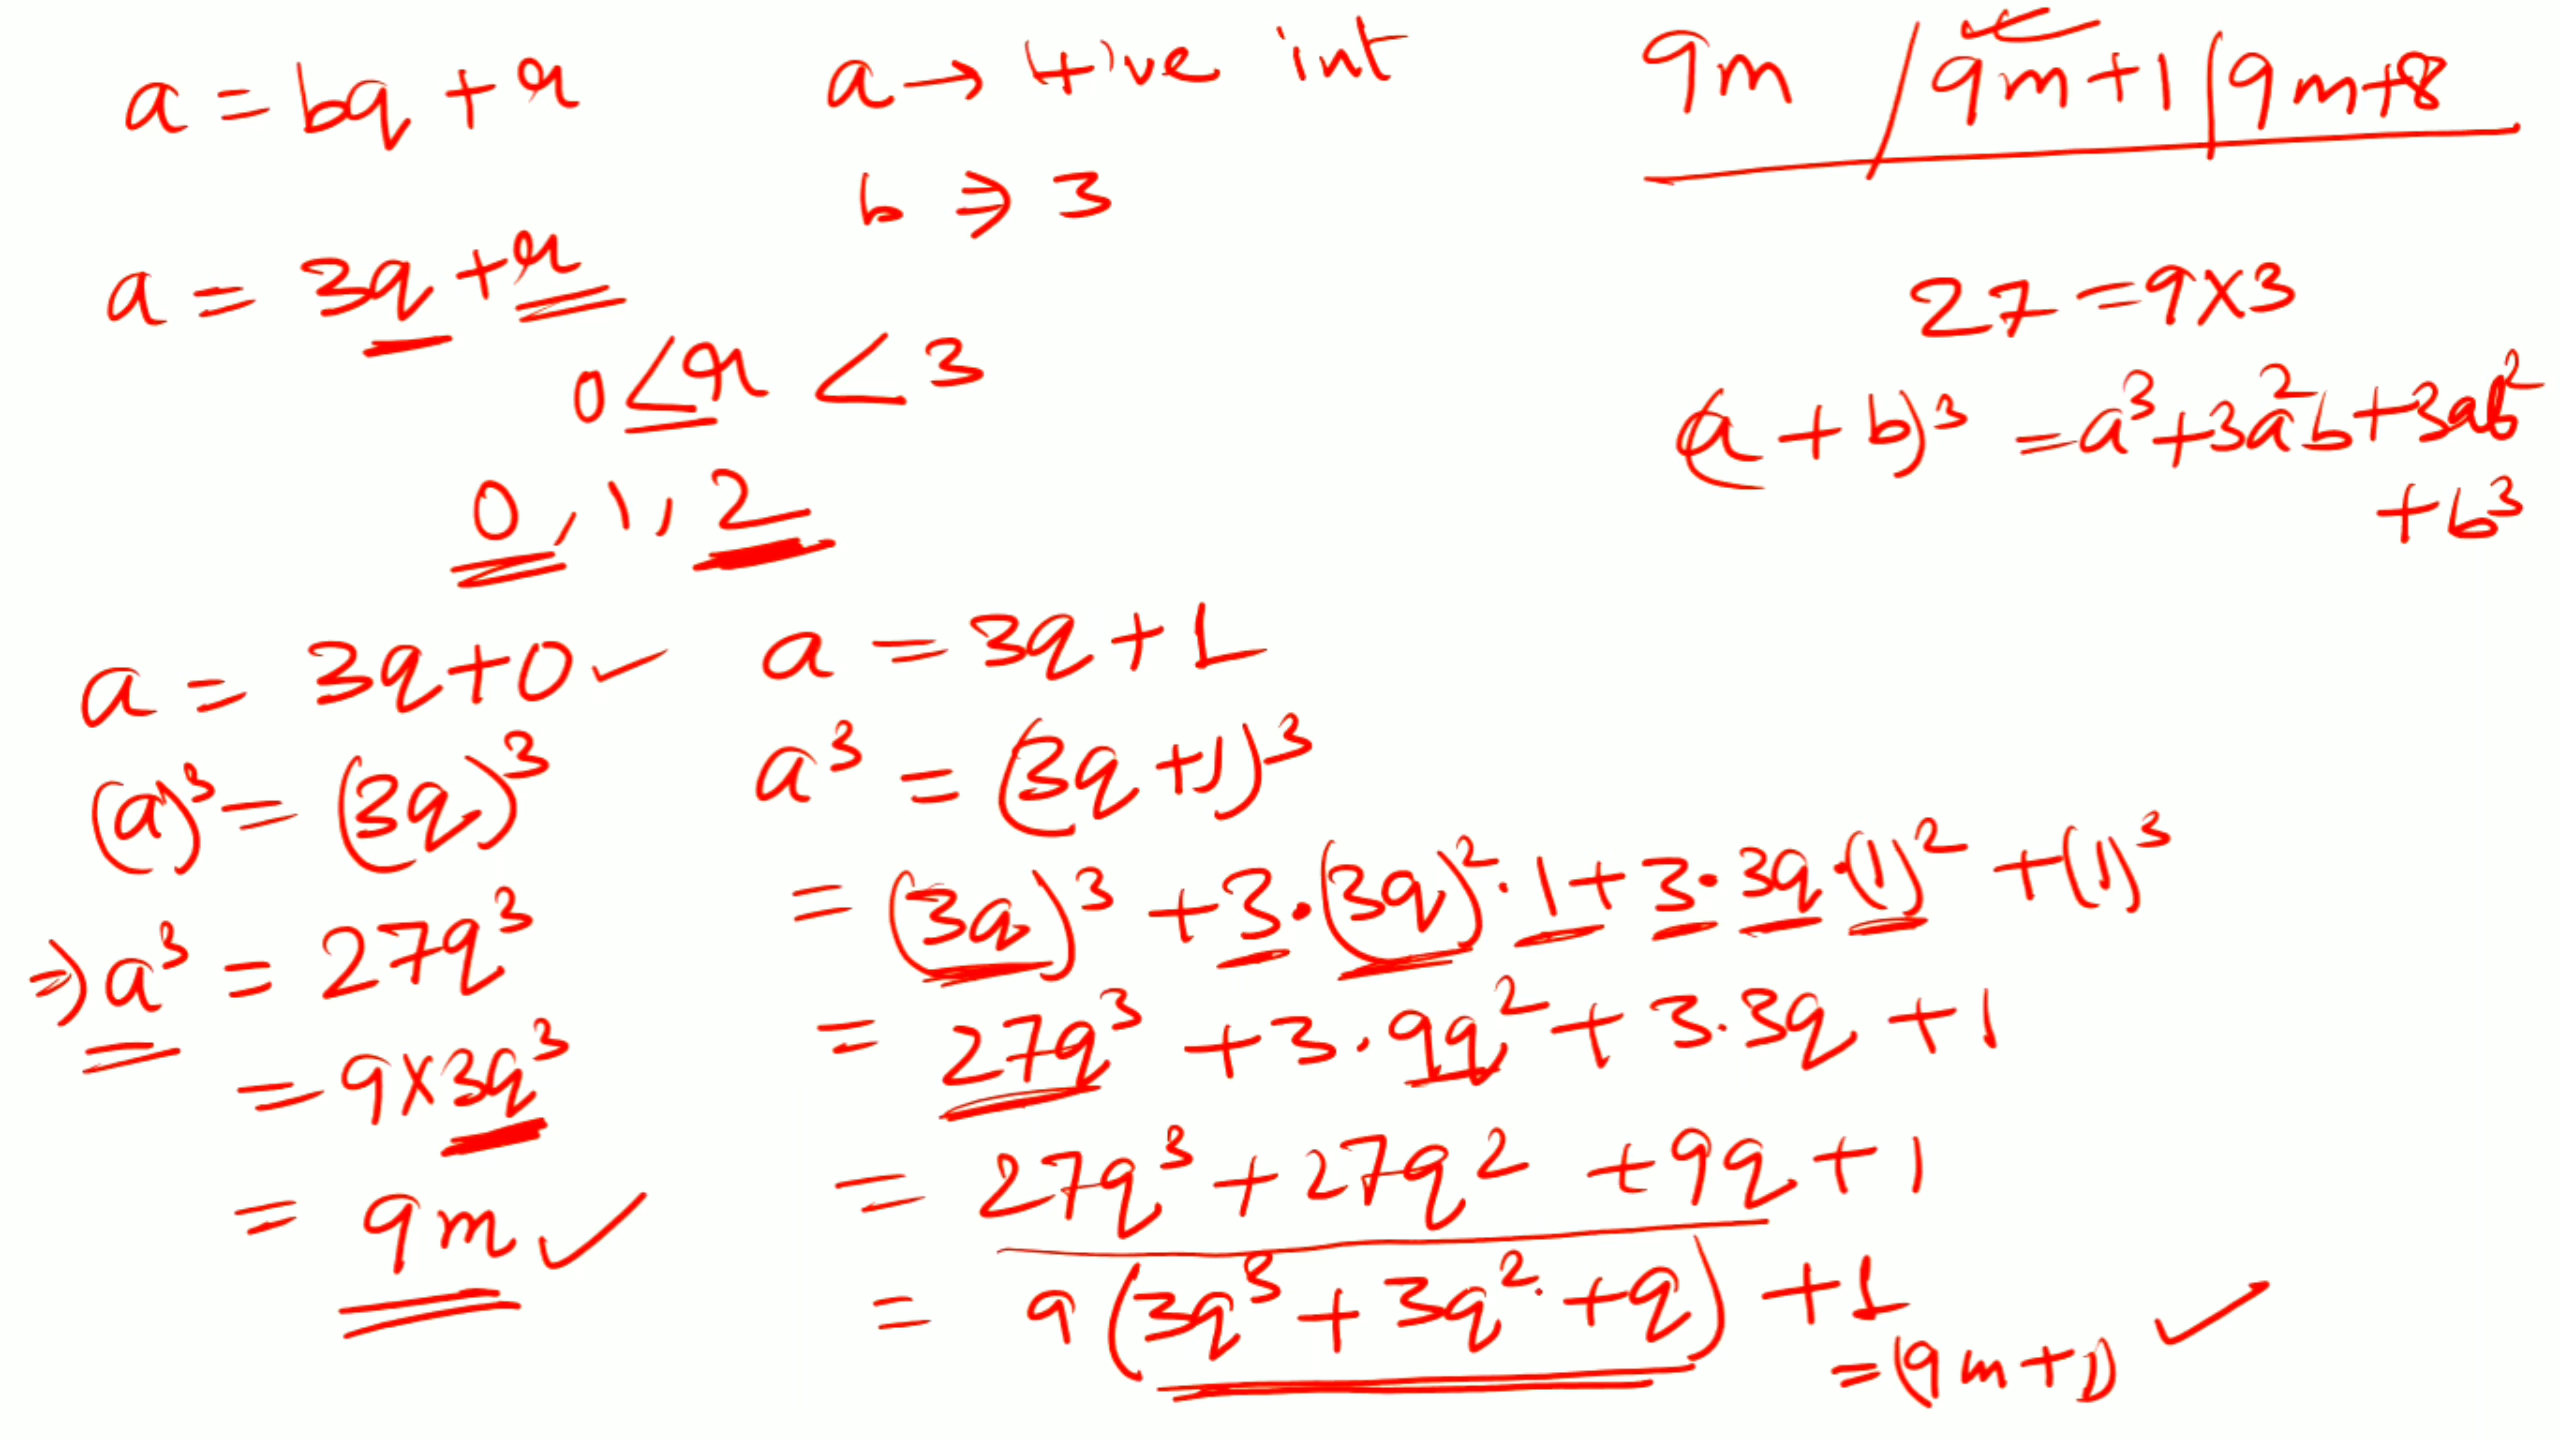 a = bq + r
a → +'ve int
b ⇒ 3
9m / 9m+1 | 9m+8
a = 3q + r
0 ≤ r < 3
0, 1, 2
27 = 9×3
(a + b)³ = a³ + 3a²b + 3ab²
+ b³
a = 3q + 0 ✓
(a)³ = (3q)³
⇒ a³ = 27q³
= 9×3q³
= 9m ✓
a = 3q + 1
a³ = (3q + 1)³
= (3q)³ + 3·(3q)²·1 + 3·3q·(1)² + (1)³
= 27q³ + 3·9q² + 3·3q + 1
= 27q³ + 27q² + 9q + 1
= 9(3q³ + 3q² + q) + 1
= (9m+1) ✓